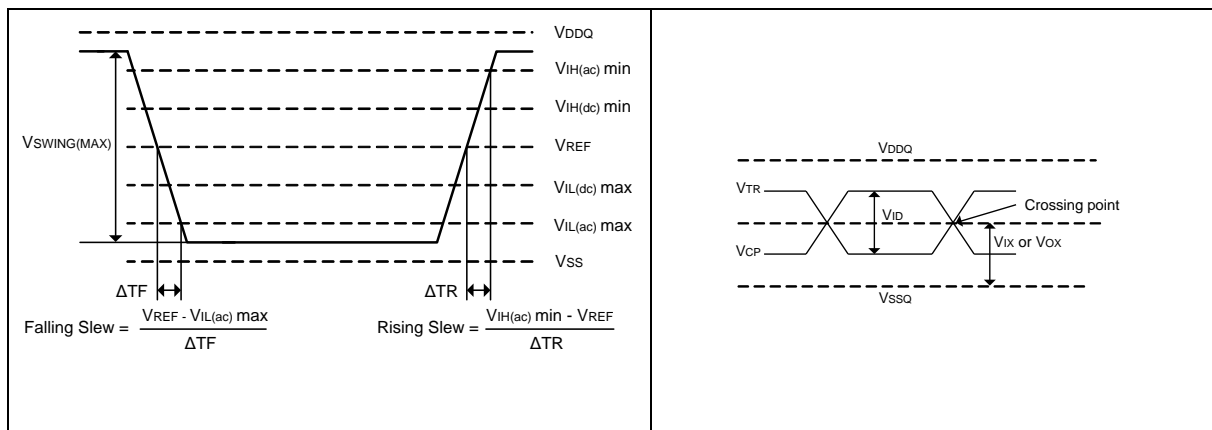 VDDQ
VIH(ac) min
VIH(dc) min
VSWING(MAX)
VREF
VIL(dc) max
VIL(ac) max
VSS
ΔTF
ΔTR
Falling Slew = VREF - VIL(ac) max
ΔTF
Rising Slew = VIH(ac) min - VREF
ΔTR
VDDQ
VTR
VID
Crossing point
VIX or VOX
VCP
VSSQ